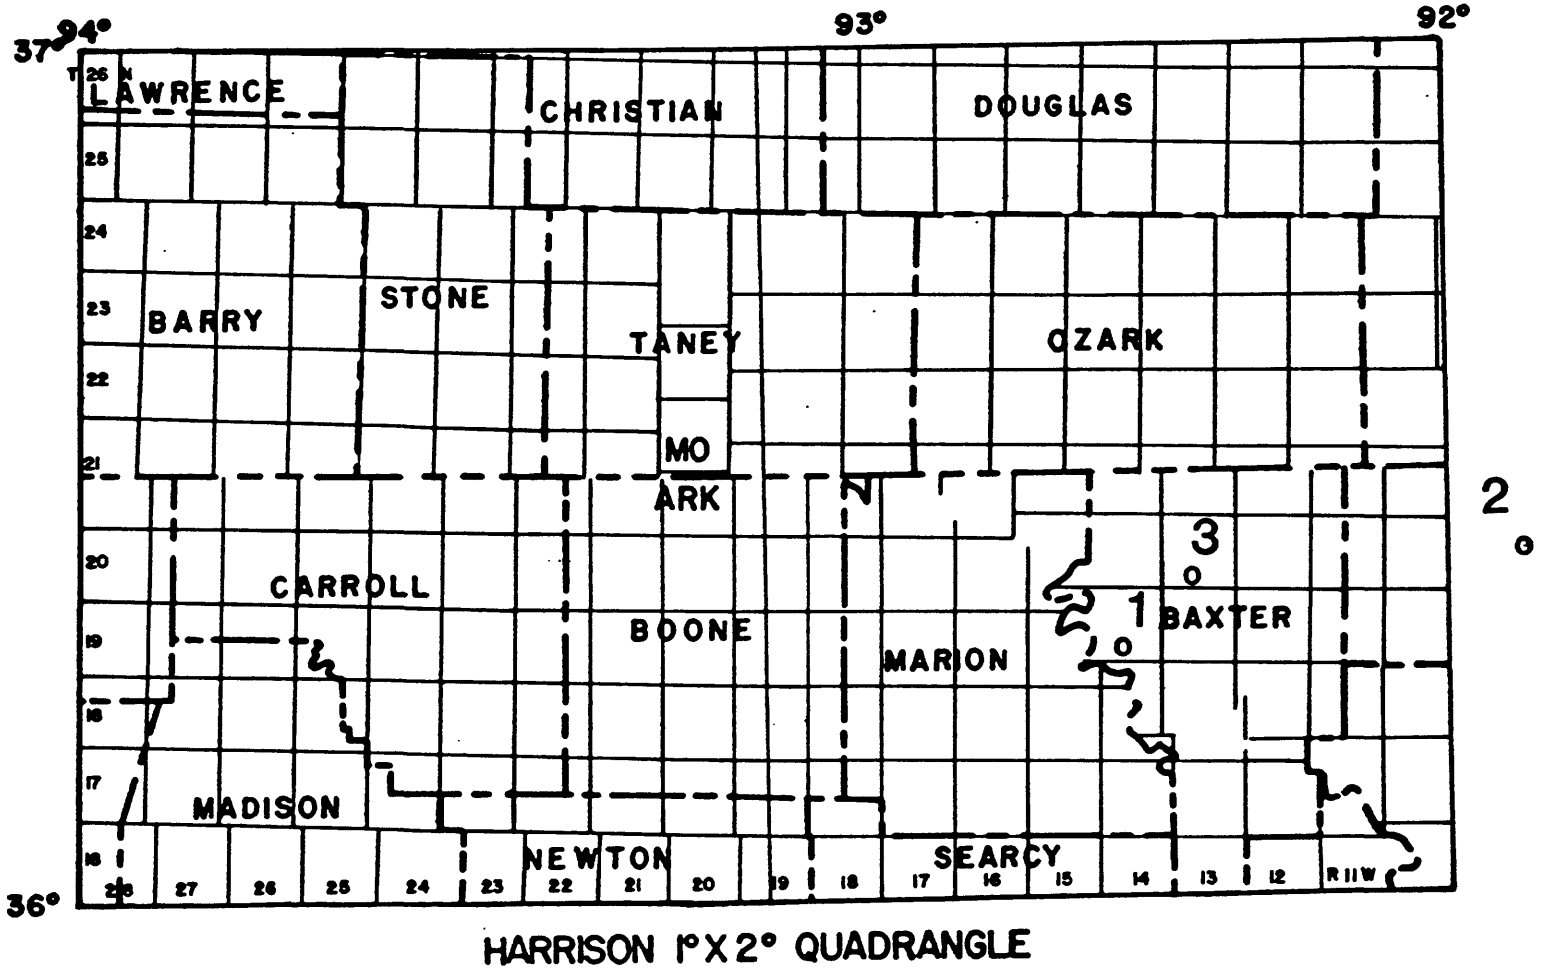 94° 93° 92°
37°
T 26 N
LAWRENCE CHRISTIAN DOUGLAS
25
24
23 BARRY STONE TANEY OZARK
22
21 MO
ARK 2
20 CARROLL 3
19 BOONE MARION 1 BAXTER
18
17 MADISON
16 NEWTON SEARCY
28 27 26 25 24 23 22 21 20 19 18 17 16 15 14 13 12 R 11 W
36°
HARRISON 1° X 2° QUADRANGLE